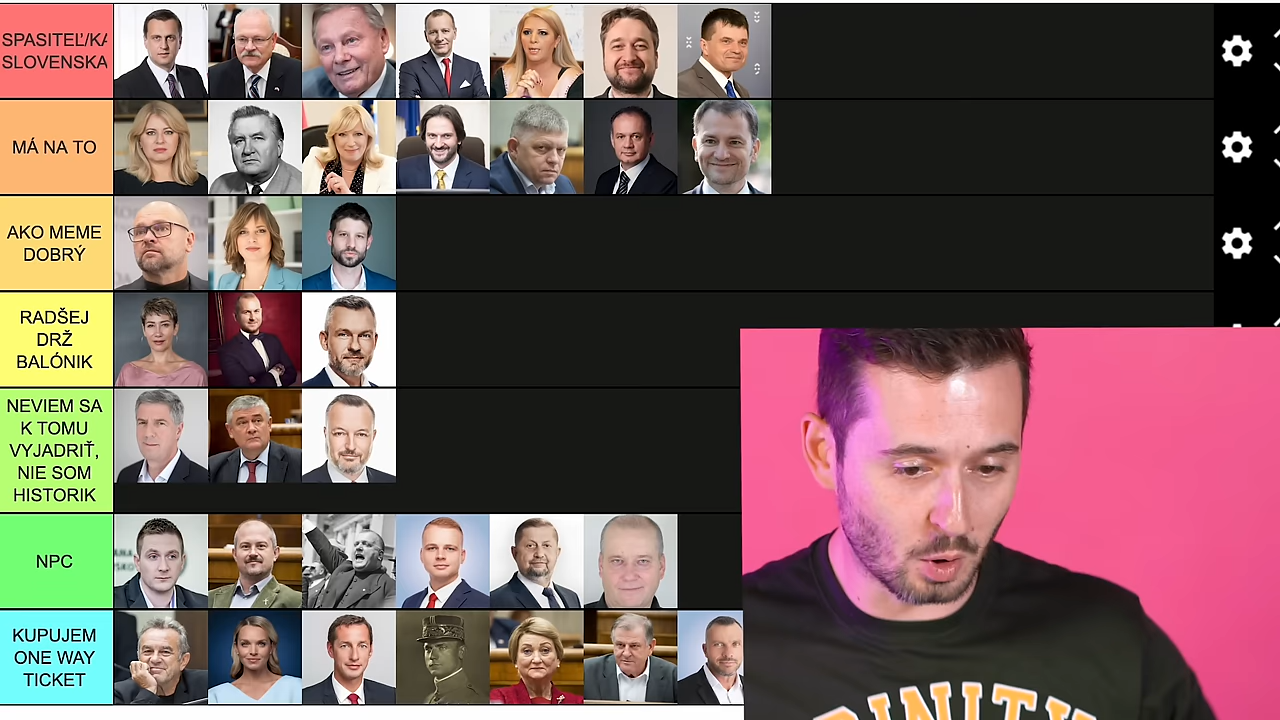 SPASITEĽ/KA
SLOVENSKA
MÁ NA TO
AKO MEME
DOBRÝ
RADŠEJ
DRŽ
BALÓNIK
NEVIEM SA
K TOMU
VYJADRIŤ,
NIE SOM
HISTORIK
NPC
KUPUJEM
ONE WAY
TICKET